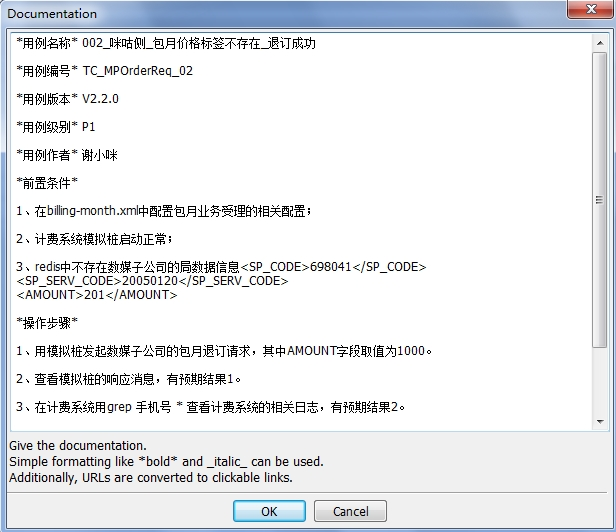 Documentation
*用例名称* 002_咪咕侧_包月价格标签不存在_退订成功
*用例编号* TC_MPOrderReq_02
*用例版本* V2.2.0
*用例级别* P1
*用例作者* 谢小咪
*前置条件*
1、在billing-month.xml中配置包月业务受理的相关配置；
2、计费系统模拟桩启动正常；
3、redis中不存在数媒子公司的局数据信息<SP_CODE>698041</SP_CODE>
<SP_SERV_CODE>20050120</SP_SERV_CODE>
<AMOUNT>201</AMOUNT>
*操作步骤*
1、用模拟桩发起数媒子公司的包月退订请求，其中AMOUNT字段取值为1000。
2、查看模拟桩的响应消息，有预期结果1。
3、在计费系统用grep 手机号 * 查看计费系统的相关日志，有预期结果2。
Give the documentation.
Simple formatting like *bold* and _italic_ can be used.
Additionally, URLs are converted to clickable links.
OK
Cancel